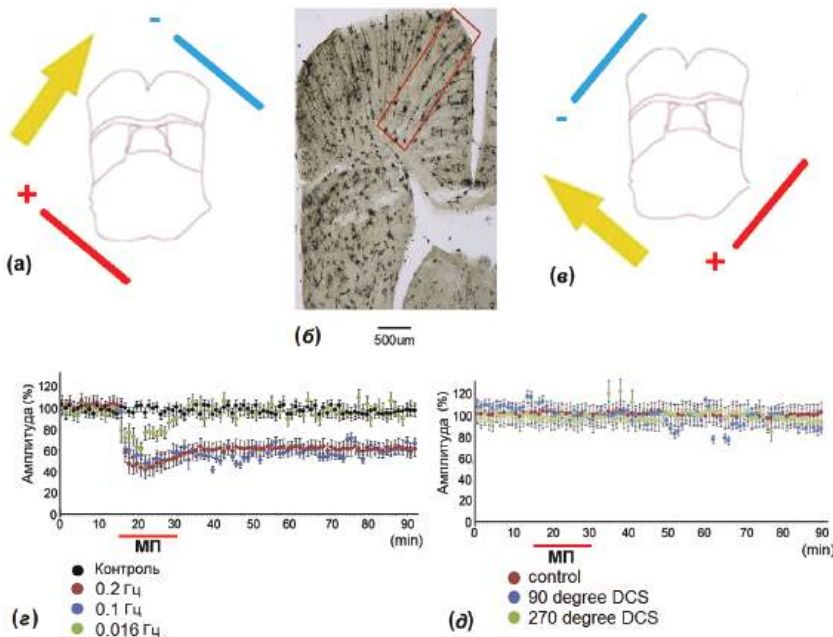 -
+
(а)
(б)
500um
-
+
(в)
Амплитуда (%)
120
100
80
60
40
20
0
0 10 20 30 40 50 60 70 80 90
(min)
МП
Контроль
0.2 Гц
0.1 Гц
0.016 Гц
(г)
Амплитуда (%)
120
100
80
60
40
20
0
0 10 20 30 40 50 60 70 80 90
(min)
МП
control
90 degree DCS
270 degree DCS
(д)